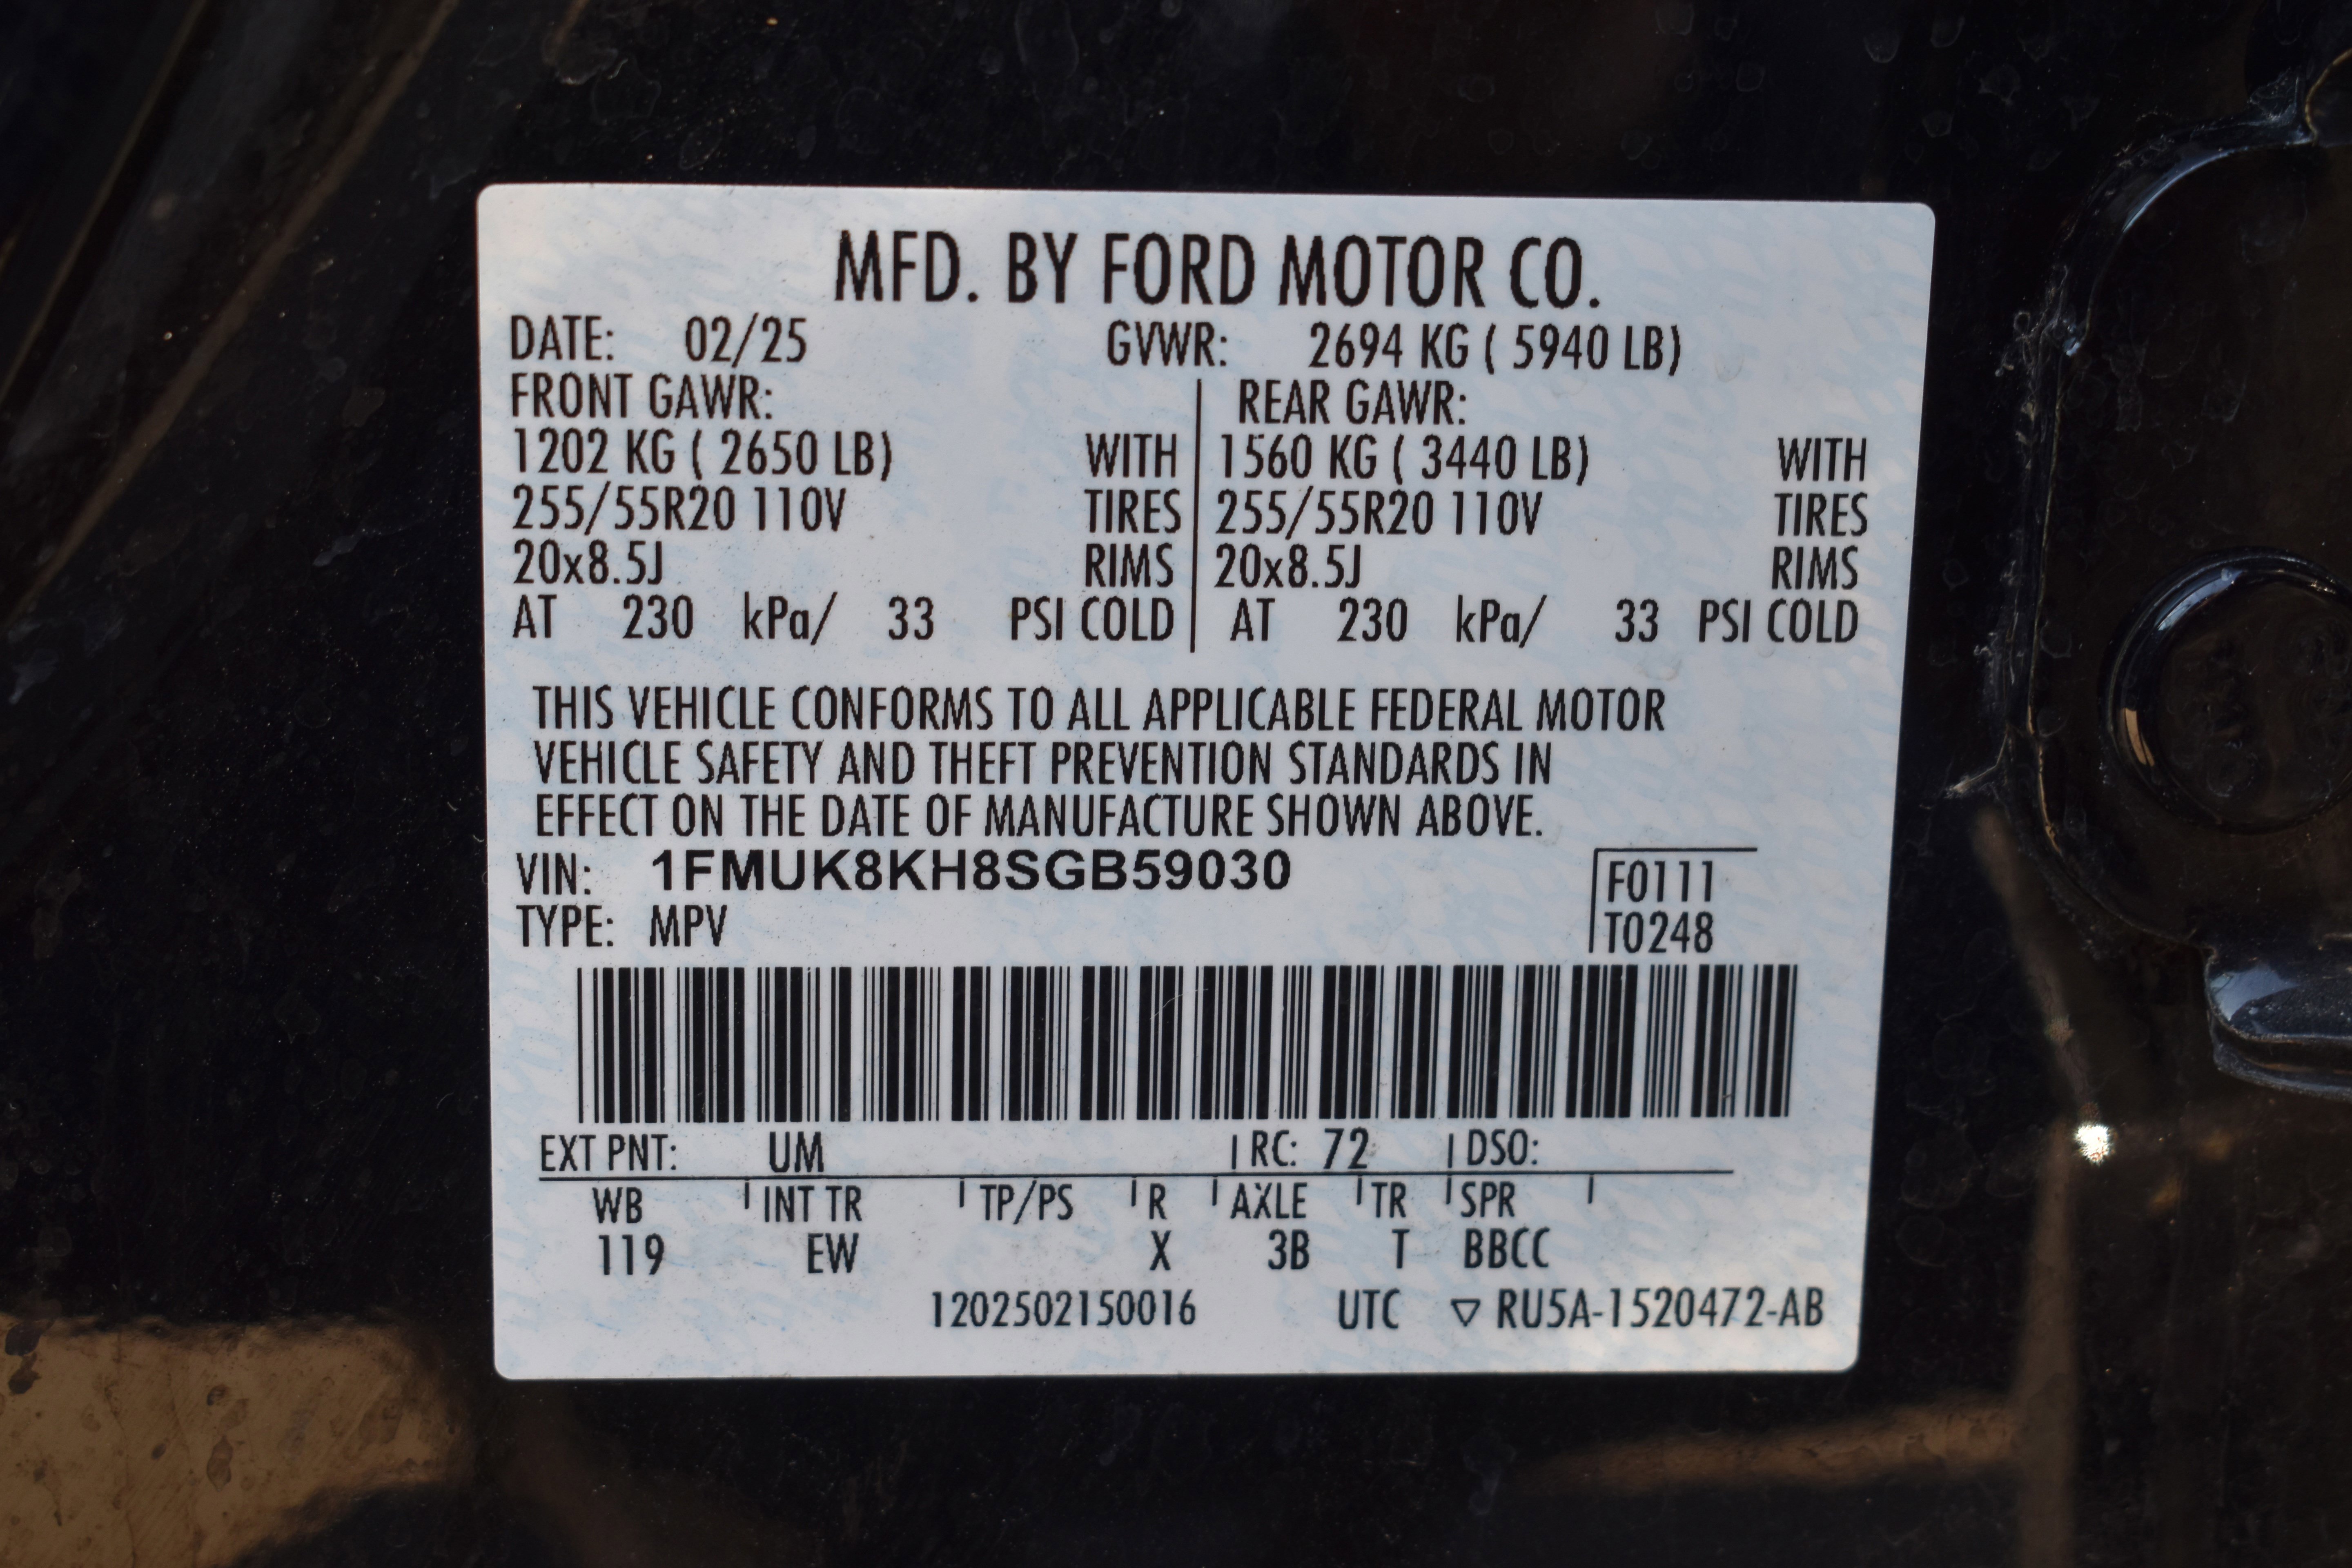 MFD. BY FORD MOTOR CO.
DATE: 02/25 GVWR: 2694 KG ( 5940 LB)
FRONT GAWR: REAR GAWR:
1202 KG ( 2650 LB) WITH 1560 KG ( 3440 LB) WITH
255/55R20 110V TIRES 255/55R20 110V TIRES
20x8.5J RIMS 20x8.5J RIMS
AT 230 kPa/ 33 PSI COLD AT 230 kPa/ 33 PSI COLD
THIS VEHICLE CONFORMS TO ALL APPLICABLE FEDERAL MOTOR
VEHICLE SAFETY AND THEFT PREVENTION STANDARDS IN
EFFECT ON THE DATE OF MANUFACTURE SHOWN ABOVE.
VIN: 1FMUK8KH8SGB59030 F0111
TYPE: MPV T0248
EXT PNT: UM RC: 72 DSO:
WB INT TR TP/PS R AXLE TR SPR
119 EW X 3B T BBCC
1202502150016 UTC ▽ RU5A-1520472-AB